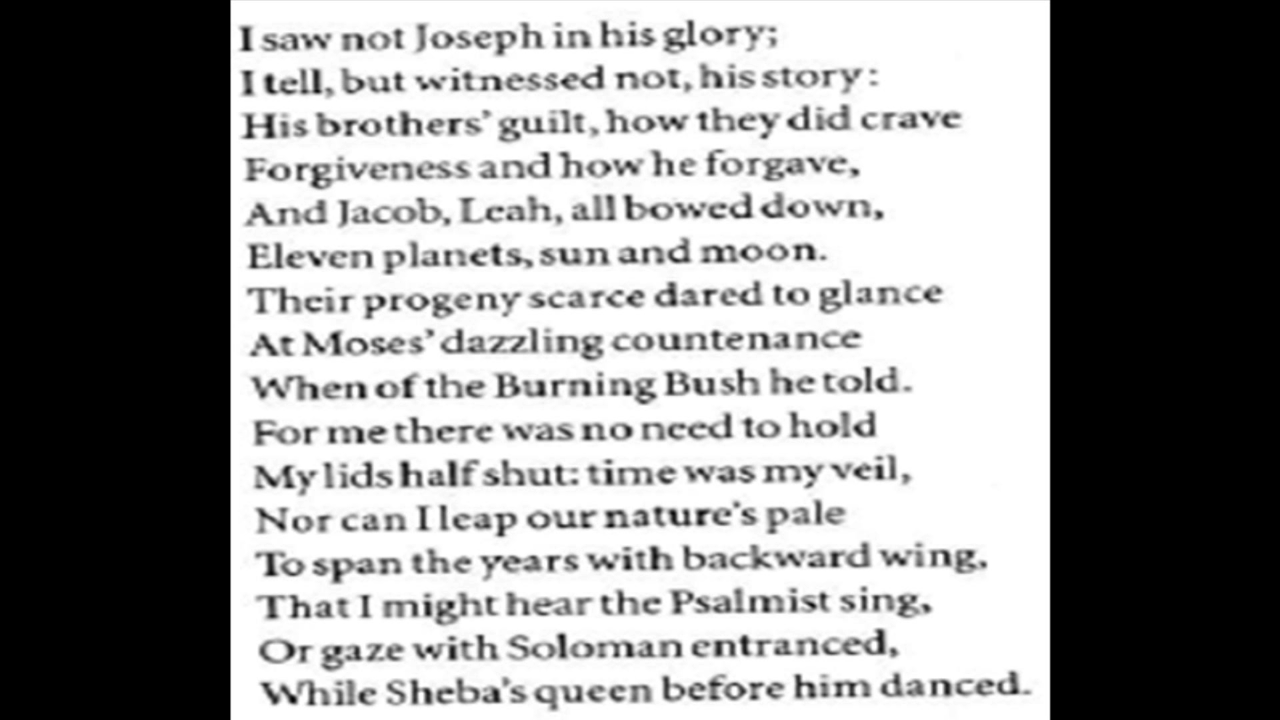 I saw not Joseph in his glory;
I tell, but witnessed not, his story:
His brothers' guilt, how they did crave
Forgiveness and how he forgave,
And Jacob, Leah, all bowed down,
Eleven planets, sun and moon.
Their progeny scarce dared to glance
At Moses' dazzling countenance
When of the Burning Bush he told.
For me there was no need to hold
My lids half shut: time was my veil,
Nor can I leap our nature's pale
To span the years with backward wing,
That I might hear the Psalmist sing,
Or gaze with Soloman entranced,
While Sheba's queen before him danced.